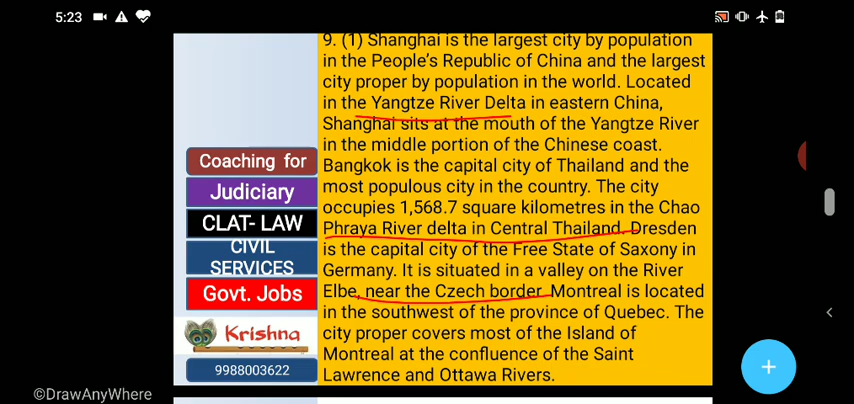 5:23
9. (1) Shanghai is the largest city by population
in the People's Republic of China and the largest
city proper by population in the world. Located
in the Yangtze River Delta in eastern China,
Shanghai sits at the mouth of the Yangtze River
in the middle portion of the Chinese coast.
Bangkok is the capital city of Thailand and the
most populous city in the country. The city
occupies 1,568.7 square kilometres in the Chao
Phraya River delta in Central Thailand. Dresden
is the capital city of the Free State of Saxony in
Germany. It is situated in a valley on the River
Elbe, near the Czech border. Montreal is located
in the southwest of the province of Quebec. The
city proper covers most of the Island of
Montreal at the confluence of the Saint
Lawrence and Ottawa Rivers.
Coaching for
Judiciary
CLAT- LAW
CIVIL
SERVICES
Govt. Jobs
Krishna
9988003622
©DrawAnyWhere